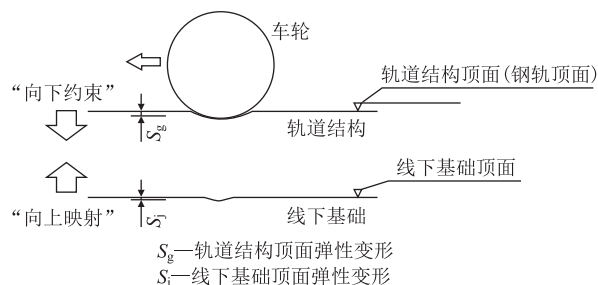 车轮
轨道结构顶面(钢轨顶面)
“向下约束”
Sg
轨道结构
线下基础顶面
“向上映射”
Sj
线下基础
Sg—轨道结构顶面弹性变形
Sj—线下基础顶面弹性变形